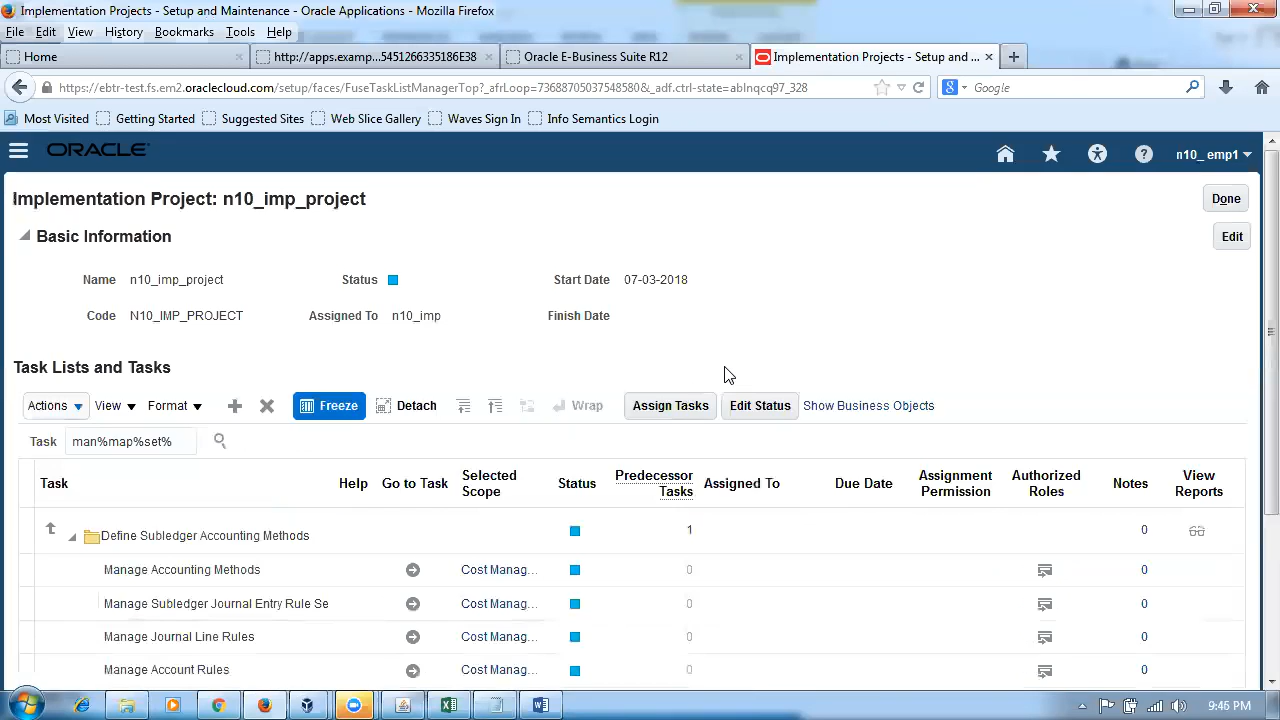 Implementation Projects - Setup and Maintenance - Oracle Applications - Mozilla Firefox
File Edit View History Bookmarks Tools Help
Home http://apps.examp...5451266335186E38 Oracle E-Business Suite R12 Implementation Projects - Setup and ...
https://ebtr-test.fs.em2.oraclecloud.com/setup/faces/FuseTaskListManagerTop?_afrLoop=73688705037548580&_adf.ctrl-state=ablnqcq97_328 Google
Most Visited Getting Started Suggested Sites Web Slice Gallery Waves Sign In Info Semantics Login
ORACLE n10_ emp1
Implementation Project: n10_imp_project Done
Basic Information Edit
Name n10_imp_project Status Start Date 07-03-2018
Code N10_IMP_PROJECT Assigned To n10_imp Finish Date
Task Lists and Tasks
Actions View Format Freeze Detach Wrap Assign Tasks Edit Status Show Business Objects
Task man%map%set%
Task Help Go to Task Selected Scope Status Predecessor Tasks Assigned To Due Date Assignment Permission Authorized Roles Notes View Reports
Define Subledger Accounting Methods 1 0
Manage Accounting Methods Cost Manag... 0 0
Manage Subledger Journal Entry Rule Se Cost Manag... 0 0
Manage Journal Line Rules Cost Manag... 0 0
Manage Account Rules Cost Manag... 0 0
9:45 PM